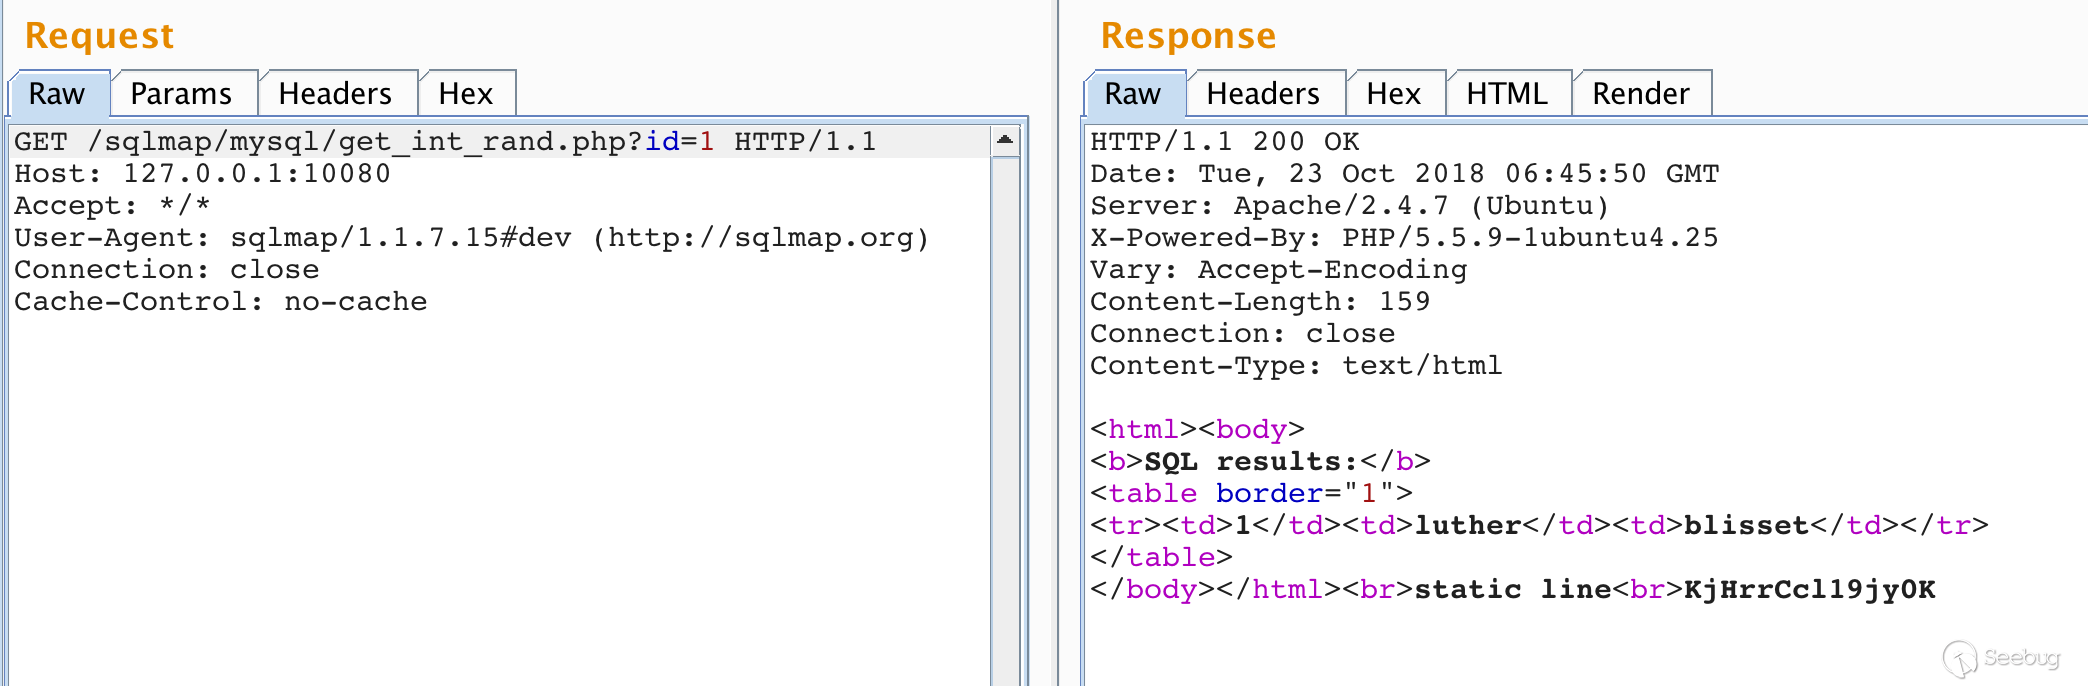 Request
Raw Params Headers Hex
GET /sqlmap/mysql/get_int_rand.php?id=1 HTTP/1.1
Host: 127.0.0.1:10080
Accept: */*
User-Agent: sqlmap/1.1.7.15#dev (http://sqlmap.org)
Connection: close
Cache-Control: no-cache
Response
Raw Headers Hex HTML Render
HTTP/1.1 200 OK
Date: Tue, 23 Oct 2018 06:45:50 GMT
Server: Apache/2.4.7 (Ubuntu)
X-Powered-By: PHP/5.5.9-1ubuntu4.25
Vary: Accept-Encoding
Content-Length: 159
Connection: close
Content-Type: text/html
<html><body>
<b>SQL results:</b>
<table border="1">
<tr><td>1</td><td>luther</td><td>blisset</td></tr>
</table>
</body></html><br>static line<br>KjHrrCcl19jy0K
Seebug